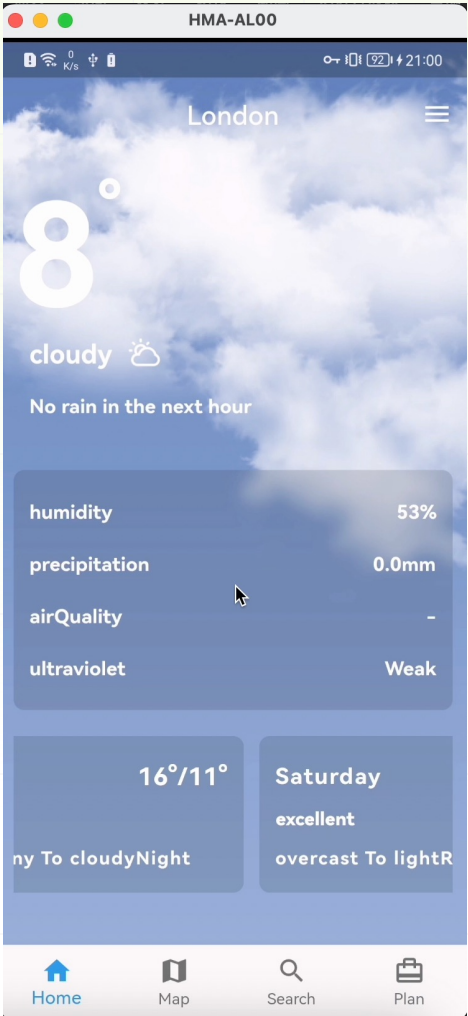 HMA-AL00
0
K/s
92
21:00
London
8°
cloudy
No rain in the next hour
humidity 53%
precipitation 0.0mm
airQuality -
ultraviolet Weak
16°/11°
ny To cloudyNight
Saturday
excellent
overcast To lightR
Home Map Search Plan